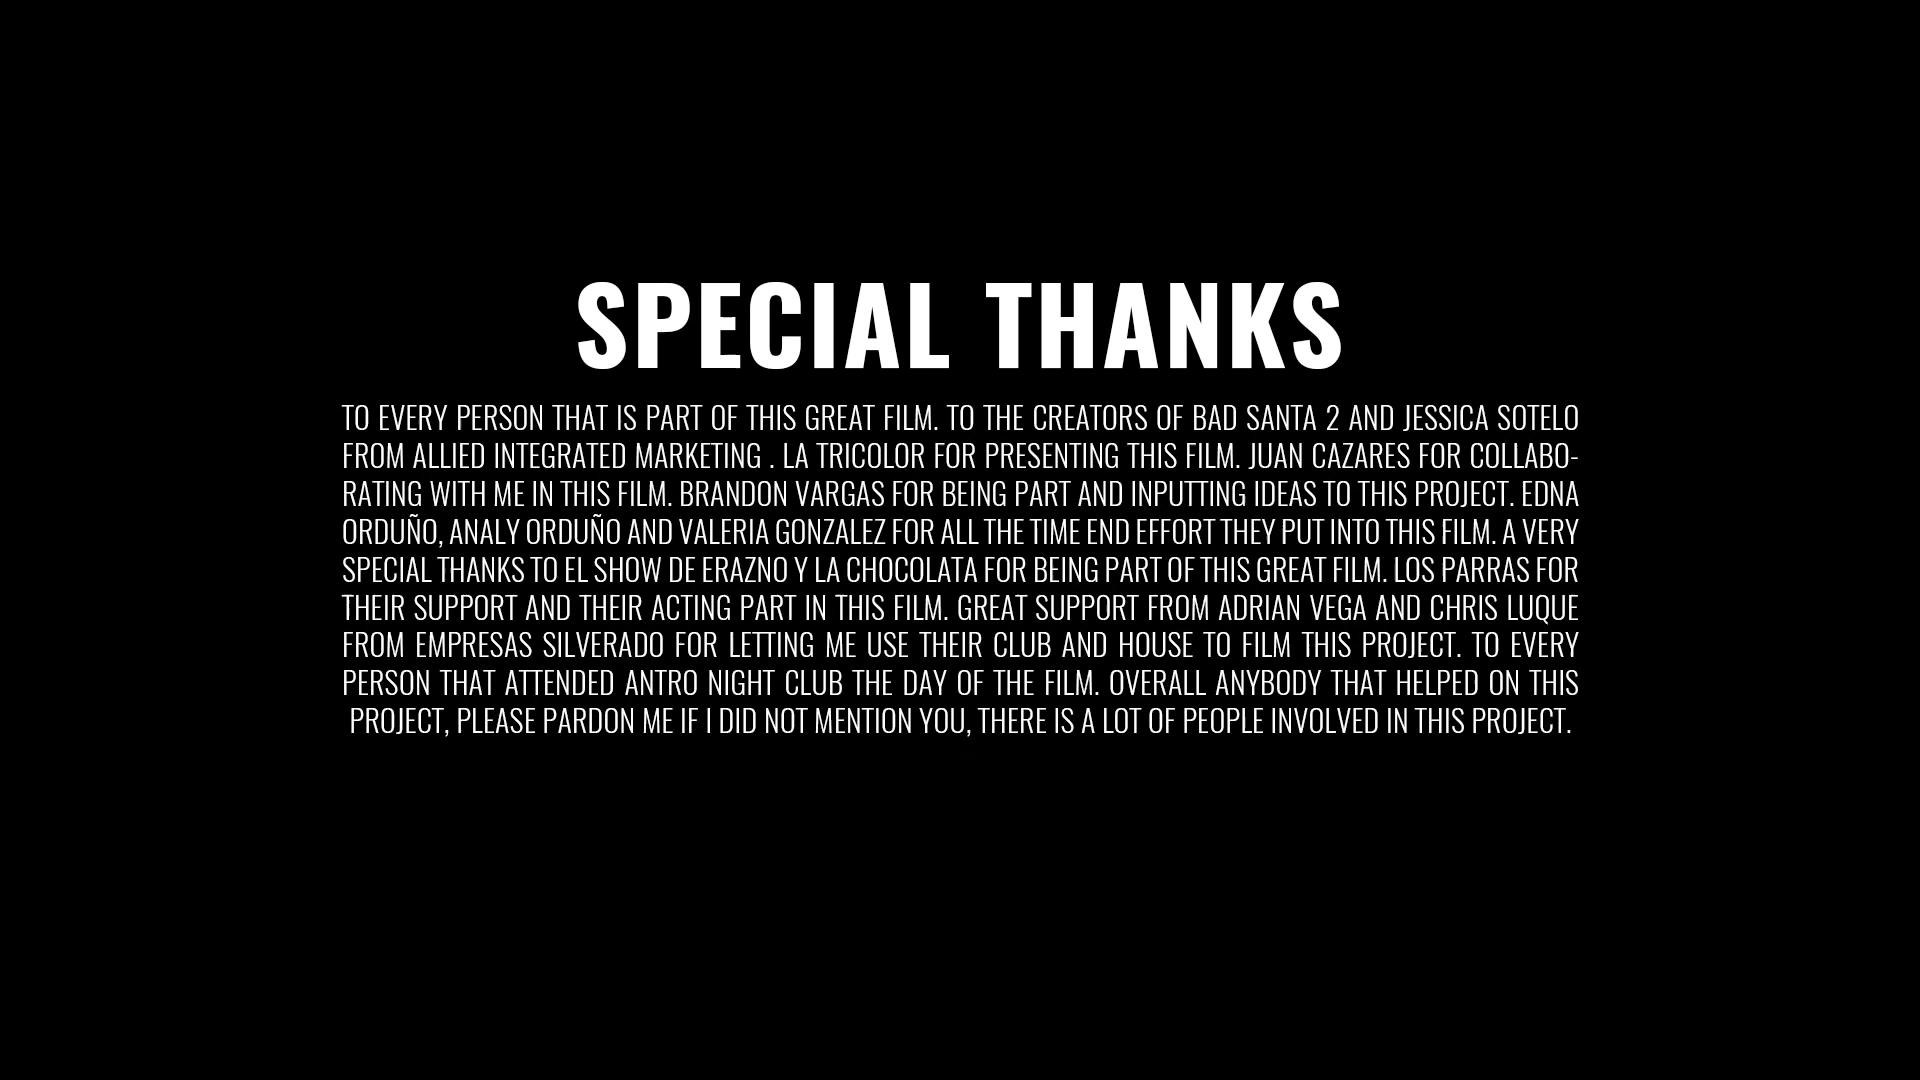 SPECIAL THANKS
TO EVERY PERSON THAT IS PART OF THIS GREAT FILM. TO THE CREATORS OF BAD SANTA 2 AND JESSICA SOTELO
FROM ALLIED INTEGRATED MARKETING . LA TRICOLOR FOR PRESENTING THIS FILM. JUAN CAZARES FOR COLLABO-
RATING WITH ME IN THIS FILM. BRANDON VARGAS FOR BEING PART AND INPUTTING IDEAS TO THIS PROJECT. EDNA
ORDUÑO, ANALY ORDUÑO AND VALERIA GONZALEZ FOR ALL THE TIME END EFFORT THEY PUT INTO THIS FILM. A VERY
SPECIAL THANKS TO EL SHOW DE ERAZNO Y LA CHOCOLATA FOR BEING PART OF THIS GREAT FILM. LOS PARRAS FOR
THEIR SUPPORT AND THEIR ACTING PART IN THIS FILM. GREAT SUPPORT FROM ADRIAN VEGA AND CHRIS LUQUE
FROM EMPRESAS SILVERADO FOR LETTING ME USE THEIR CLUB AND HOUSE TO FILM THIS PROJECT. TO EVERY
PERSON THAT ATTENDED ANTRO NIGHT CLUB THE DAY OF THE FILM. OVERALL ANYBODY THAT HELPED ON THIS
PROJECT, PLEASE PARDON ME IF I DID NOT MENTION YOU, THERE IS A LOT OF PEOPLE INVOLVED IN THIS PROJECT.